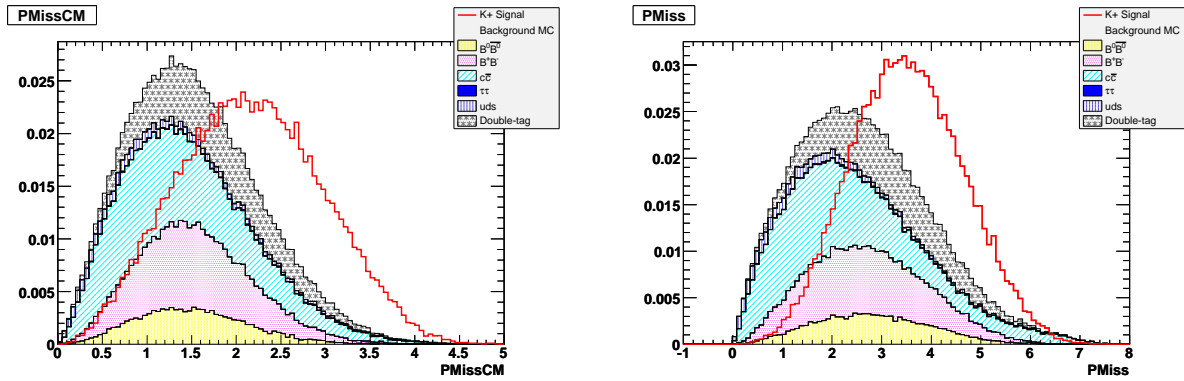 PMissCM
K+ Signal
Background MC
B⁰B̅⁰
B⁺B⁻
cc̅
ττ
uds
Double-tag
0.025
0.02
0.015
0.01
0.005
0
0 0.5 1 1.5 2 2.5 3 3.5 4 4.5 5
PMissCM
PMiss
K+ Signal
Background MC
B⁰B̅⁰
B⁺B⁻
cc̅
ττ
uds
Double-tag
0.03
0.025
0.02
0.015
0.01
0.005
0
-1 0 1 2 3 4 5 6 7 8
PMiss